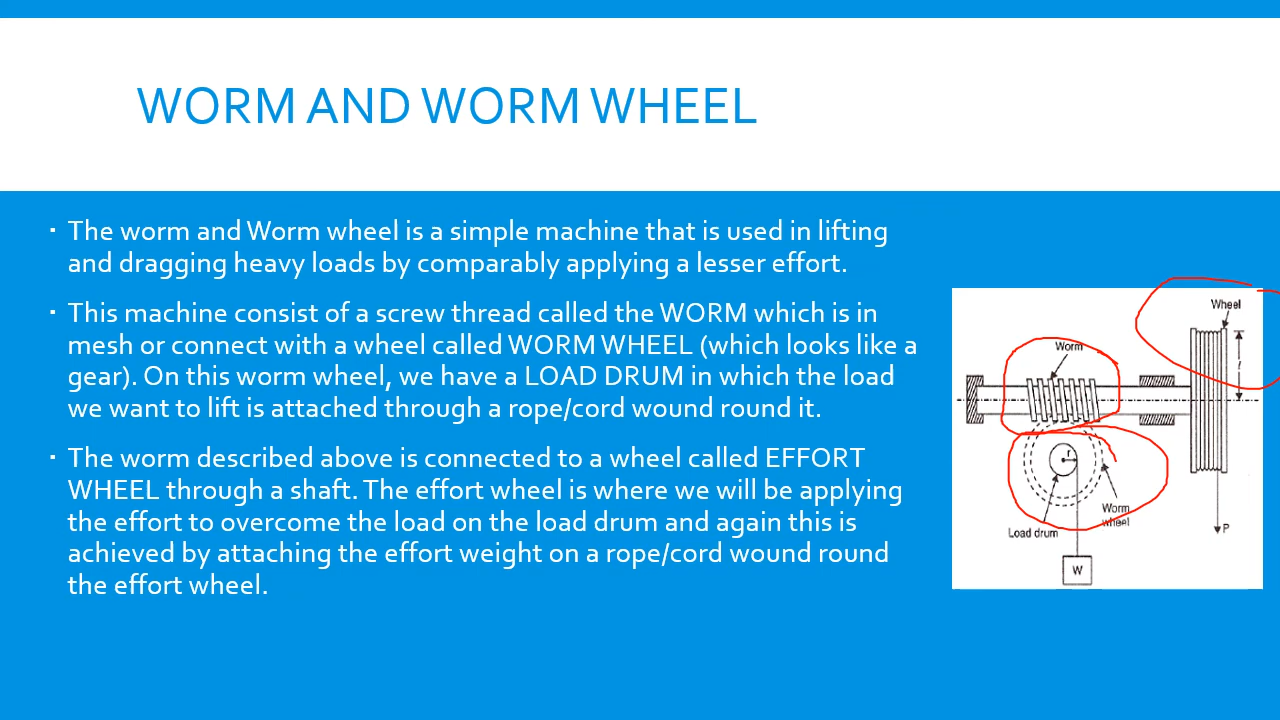 WORM AND WORM WHEEL
▪ The worm and Worm wheel is a simple machine that is used in lifting
and dragging heavy loads by comparably applying a lesser effort.
▪ This machine consist of a screw thread called the WORM which is in
mesh or connect with a wheel called WORM WHEEL (which looks like a
gear). On this worm wheel, we have a LOAD DRUM in which the load
we want to lift is attached through a rope/cord wound round it.
▪ The worm described above is connected to a wheel called EFFORT
WHEEL through a shaft. The effort wheel is where we will be applying
the effort to overcome the load on the load drum and again this is
achieved by attaching the effort weight on a rope/cord wound round
the effort wheel.
Wheel
Worm
l
r
Worm
wheel
Load drum
P
W